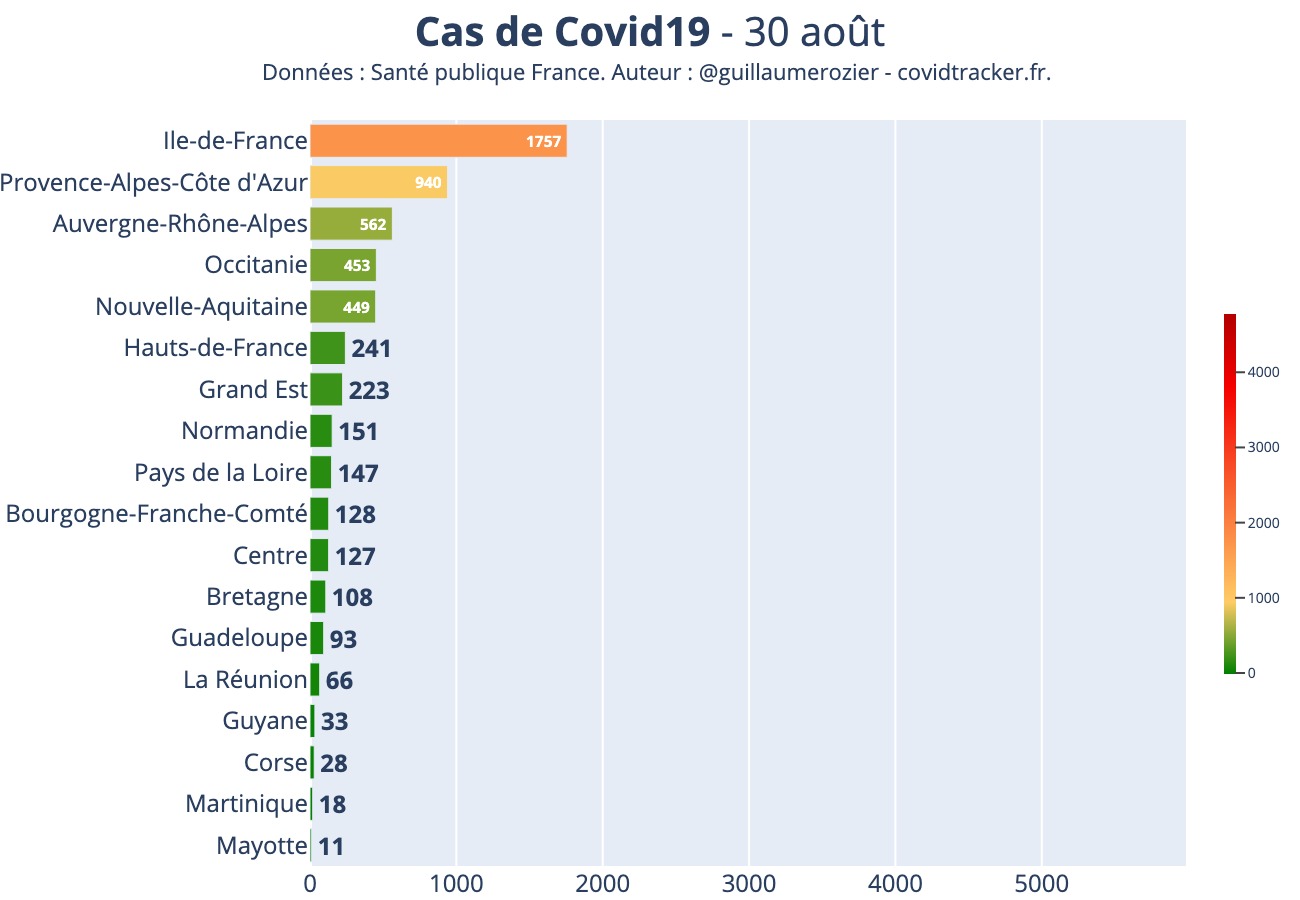 Cas de Covid19 - 30 août
Données : Santé publique France. Auteur : @guillaumerozier - covidtracker.fr.
Ile-de-France 1757
Provence-Alpes-Côte d'Azur 940
Auvergne-Rhône-Alpes 562
Occitanie 453
Nouvelle-Aquitaine 449
Hauts-de-France 241
Grand Est 223
Normandie 151
Pays de la Loire 147
Bourgogne-Franche-Comté 128
Centre 127
Bretagne 108
Guadeloupe 93
La Réunion 66
Guyane 33
Corse 28
Martinique 18
Mayotte 11
0 1000 2000 3000 4000 5000
4000
3000
2000
1000
0